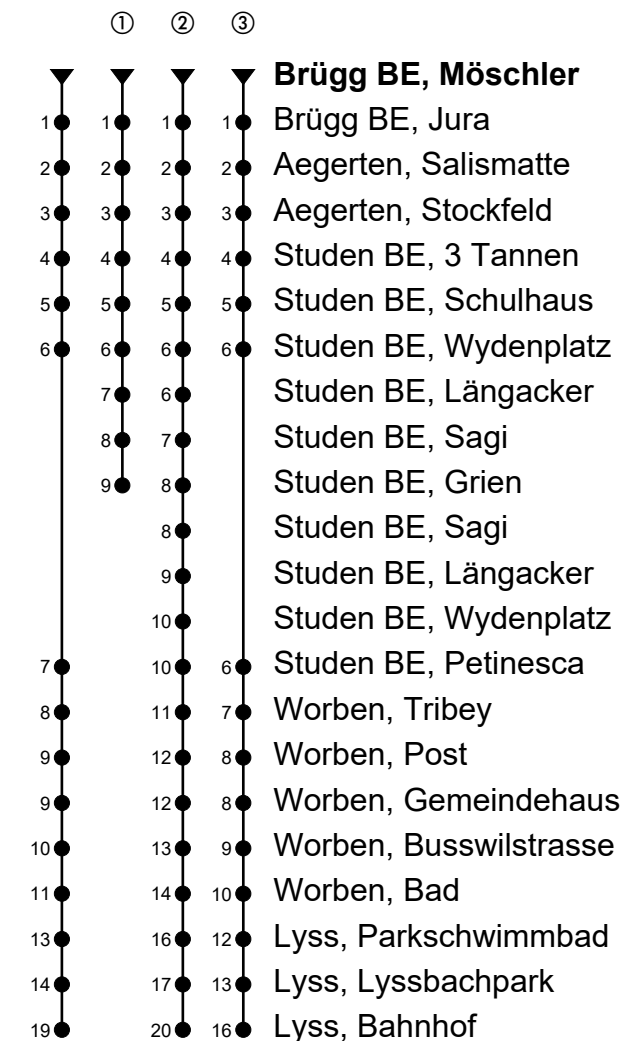 ① ② ③
Brügg BE, Möschler
1 1 1 1 Brügg BE, Jura
2 2 2 2 Aegerten, Salismatte
3 3 3 3 Aegerten, Stockfeld
4 4 4 4 Studen BE, 3 Tannen
5 5 5 5 Studen BE, Schulhaus
6 6 6 6 Studen BE, Wydenplatz
7 6 Studen BE, Längacker
8 7 Studen BE, Sagi
9 8 Studen BE, Grien
8 Studen BE, Sagi
9 Studen BE, Längacker
10 Studen BE, Wydenplatz
7 10 6 Studen BE, Petinesca
8 11 7 Worben, Tribey
9 12 8 Worben, Post
9 12 8 Worben, Gemeindehaus
10 13 9 Worben, Busswilstrasse
11 14 10 Worben, Bad
13 16 12 Lyss, Parkschwimmbad
14 17 13 Lyss, Lyssbachpark
19 20 16 Lyss, Bahnhof